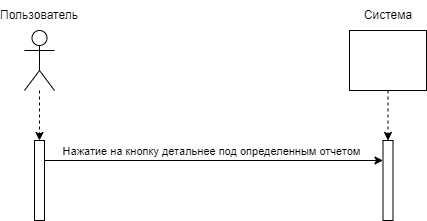 Пользователь
Система
Нажатие на кнопку детальнее под определенным отчетом